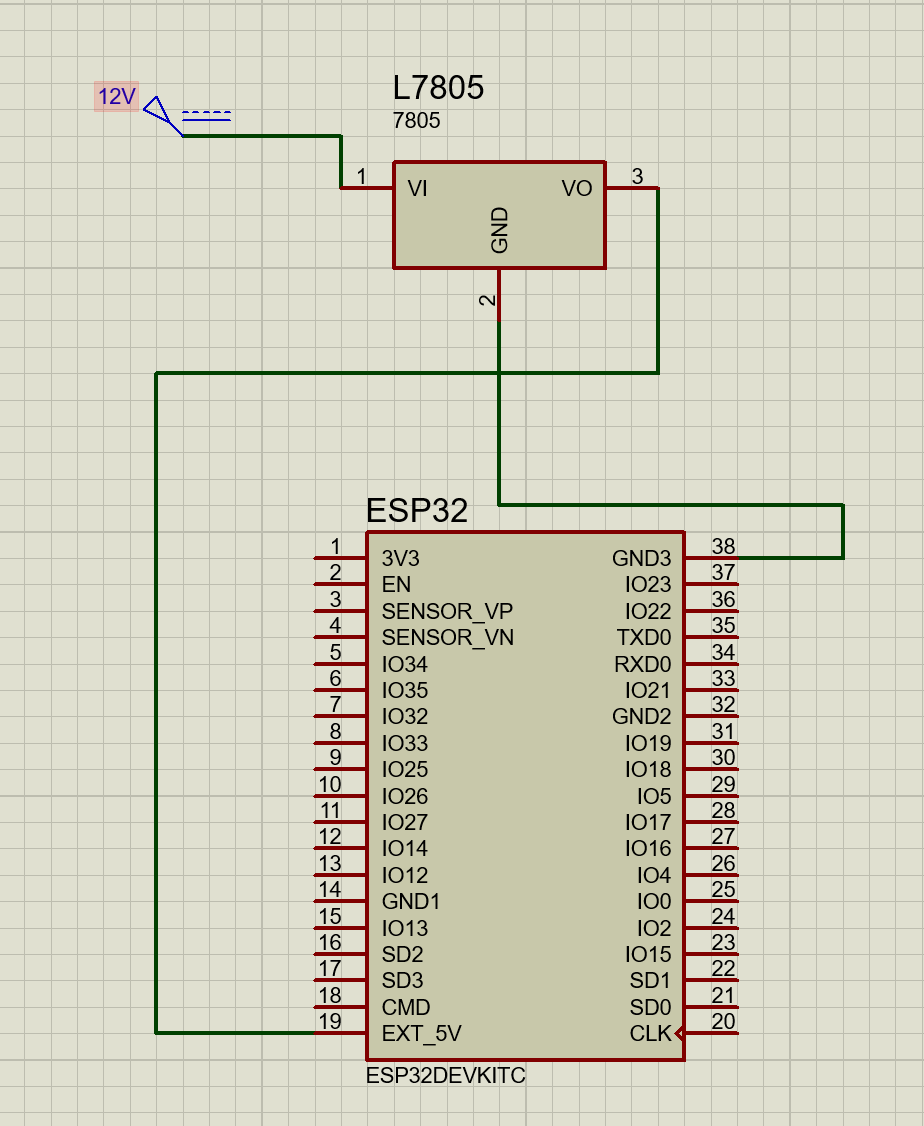 L7805
12V
7805
1
VI
VO
3
GND
2
ESP32
1
3V3
GND3
38
2
EN
IO23
37
3
SENSOR_VP
IO22
36
4
SENSOR_VN
TXD0
35
5
IO34
RXD0
34
6
IO35
IO21
33
7
IO32
GND2
32
8
IO33
IO19
31
9
IO25
IO18
30
10
IO26
IO5
29
11
IO27
IO17
28
12
IO14
IO16
27
13
IO12
IO4
26
14
GND1
IO0
25
15
IO13
IO2
24
16
SD2
IO15
23
17
SD3
SD1
22
18
CMD
SD0
21
19
EXT_5V
CLK
20
ESP32DEVKITC